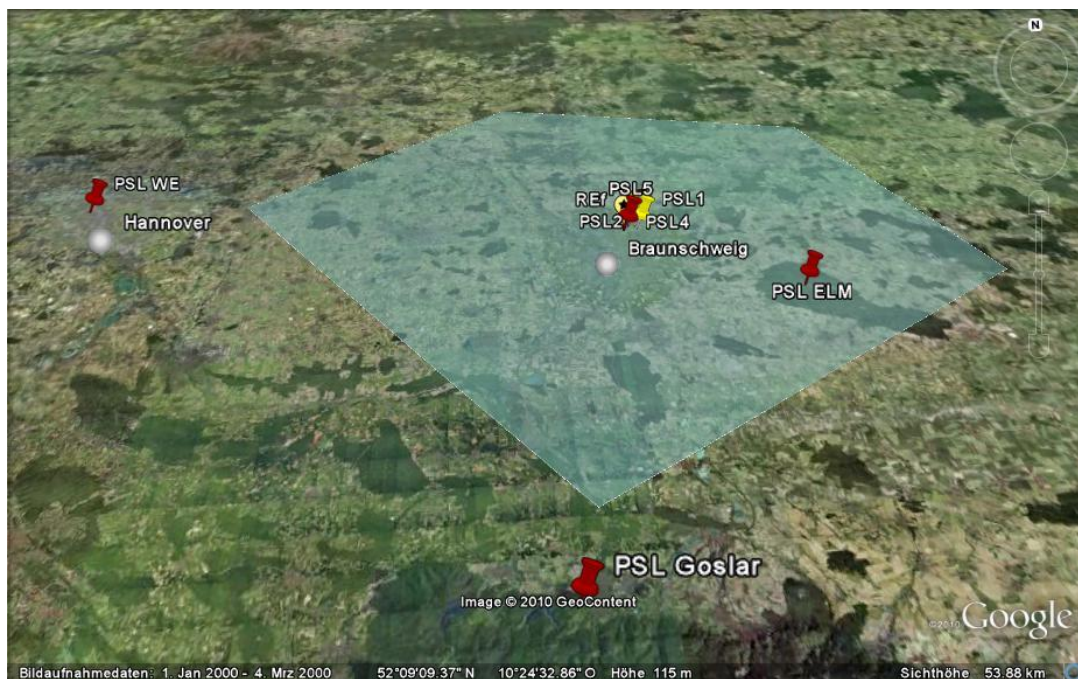 N
PSL WE
Hannover
PSL5
REf
PSL1
PSL2
PSL4
Braunschweig
PSL ELM
PSL Goslar
Image © 2010 GeoContent
©2010 Google
Bildaufnahmedaten: 1. Jan 2000 - 4. Mrz 2000 52°09'09.37" N 10°24'32.86" O Höhe 115 m Sichthöhe 53.88 km